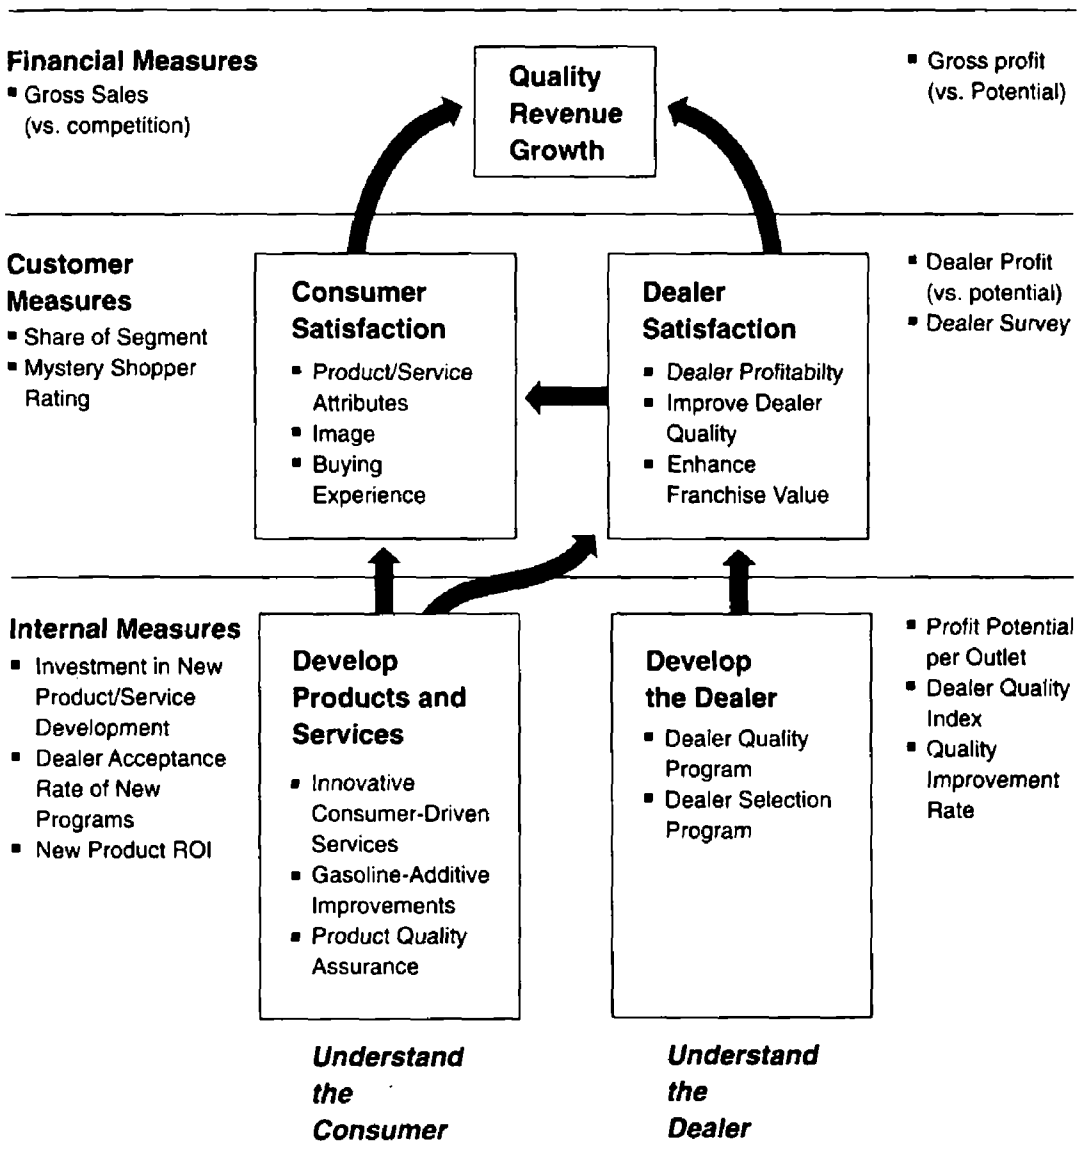 Financial Measures
▪ Gross Sales
(vs. competition)
Quality
Revenue
Growth
▪ Gross profit
(vs. Potential)
Customer
Measures
▪ Share of Segment
▪ Mystery Shopper
Rating
Consumer
Satisfaction
▪ Product/Service
Attributes
▪ Image
▪ Buying
Experience
Dealer
Satisfaction
▪ Dealer Profitabilty
▪ Improve Dealer
Quality
▪ Enhance
Franchise Value
▪ Dealer Profit
(vs. potential)
▪ Dealer Survey
Internal Measures
▪ Investment in New
Product/Service
Development
▪ Dealer Acceptance
Rate of New
Programs
▪ New Product ROI
Develop
Products and
Services
▪ Innovative
Consumer-Driven
Services
▪ Gasoline-Additive
Improvements
▪ Product Quality
Assurance
Develop
the Dealer
▪ Dealer Quality
Program
▪ Dealer Selection
Program
▪ Profit Potential
per Outlet
▪ Dealer Quality
Index
▪ Quality
Improvement
Rate
Understand
the
Consumer
Understand
the
Dealer